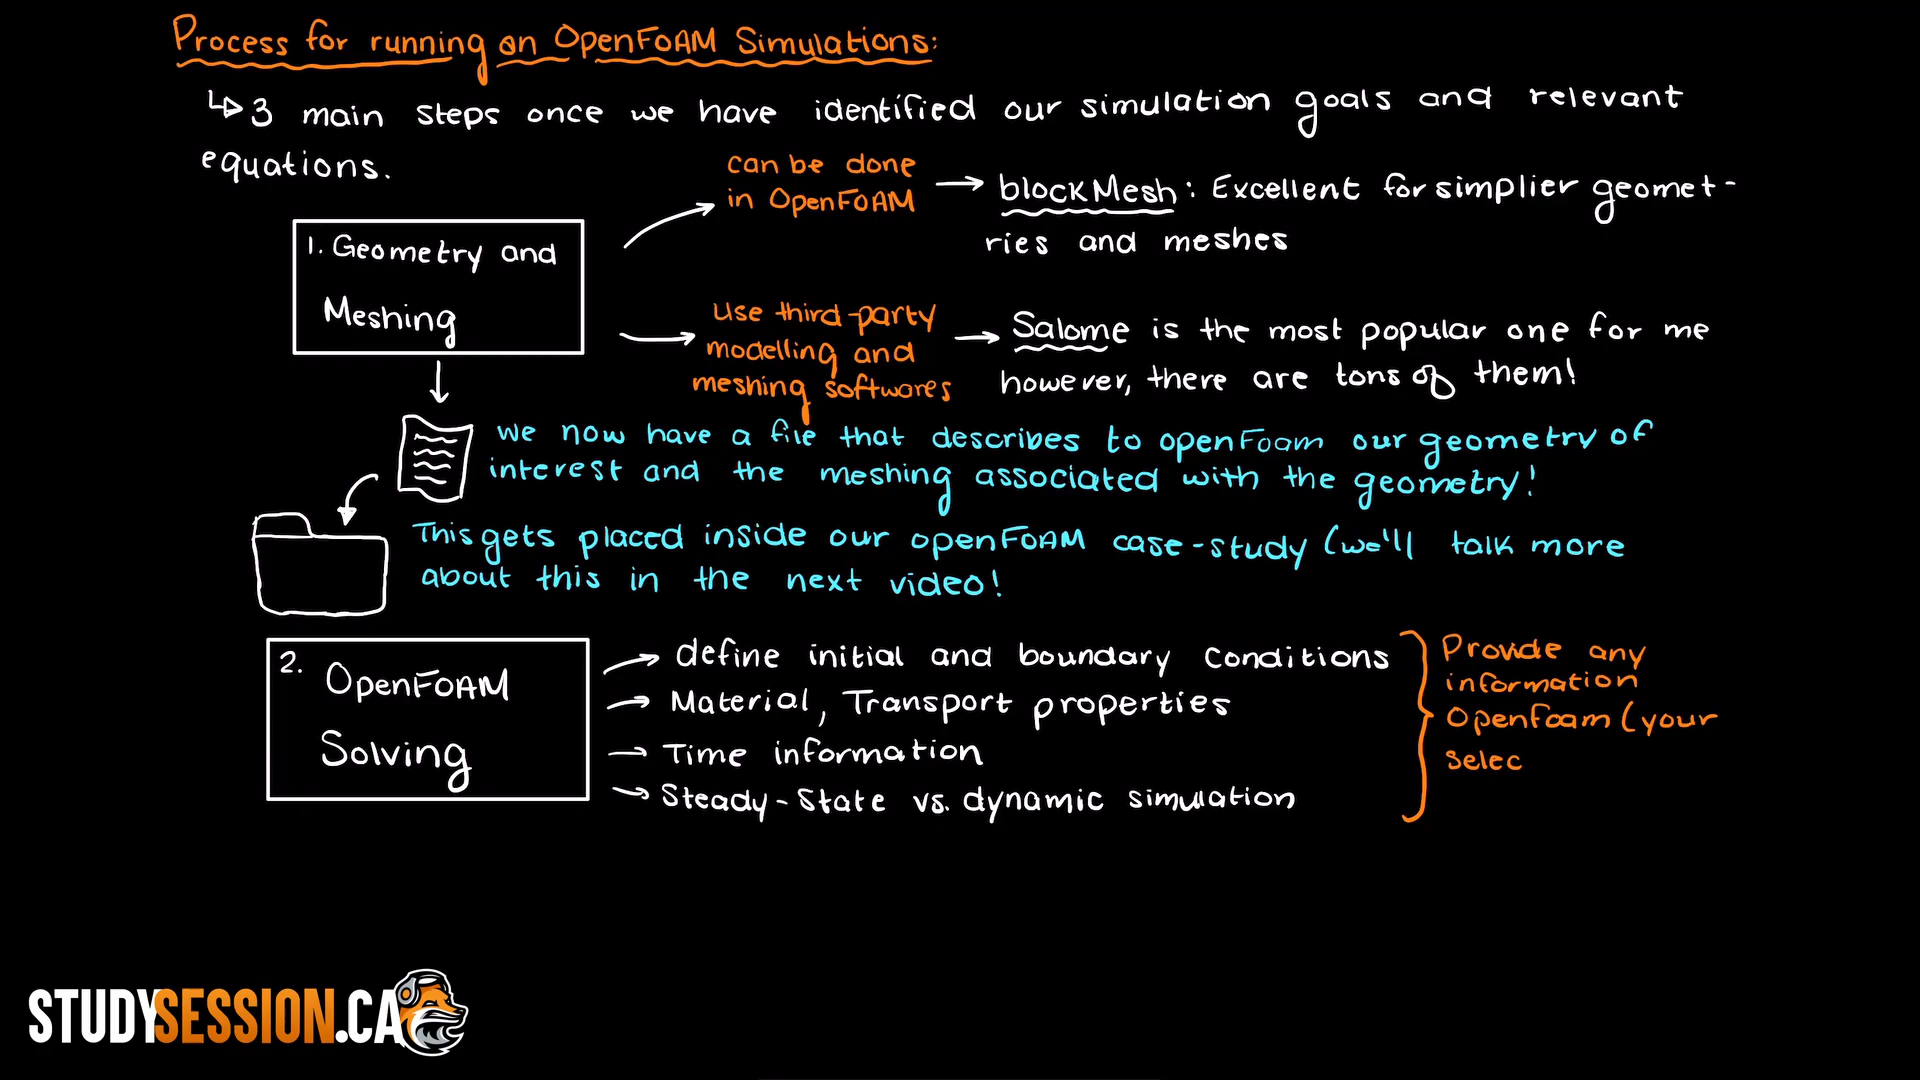 Process for running an OpenFOAM Simulations:
↳ 3 main steps once we have identified our simulation goals and relevant
equations.
1. Geometry and
Meshing
can be done
in OpenFOAM
→ blockMesh: Excellent for simplier geomet-
ries and meshes
Use third-party
modelling and
meshing softwares
→ Salome is the most popular one for me
however, there are tons of them!
We now have a file that describes to openFoam our geometry of
interest and the meshing associated with the geometry!
This gets placed inside our openFOAM case-study (we'll talk more
about this in the next video!
2. OpenFOAM
Solving
→ define initial and boundary conditions
→ Material, Transport properties
→ Time information
→ Steady-State vs. dynamic simulation
Provide any
information
OpenFoam (your
selec
STUDYSESSION.CA